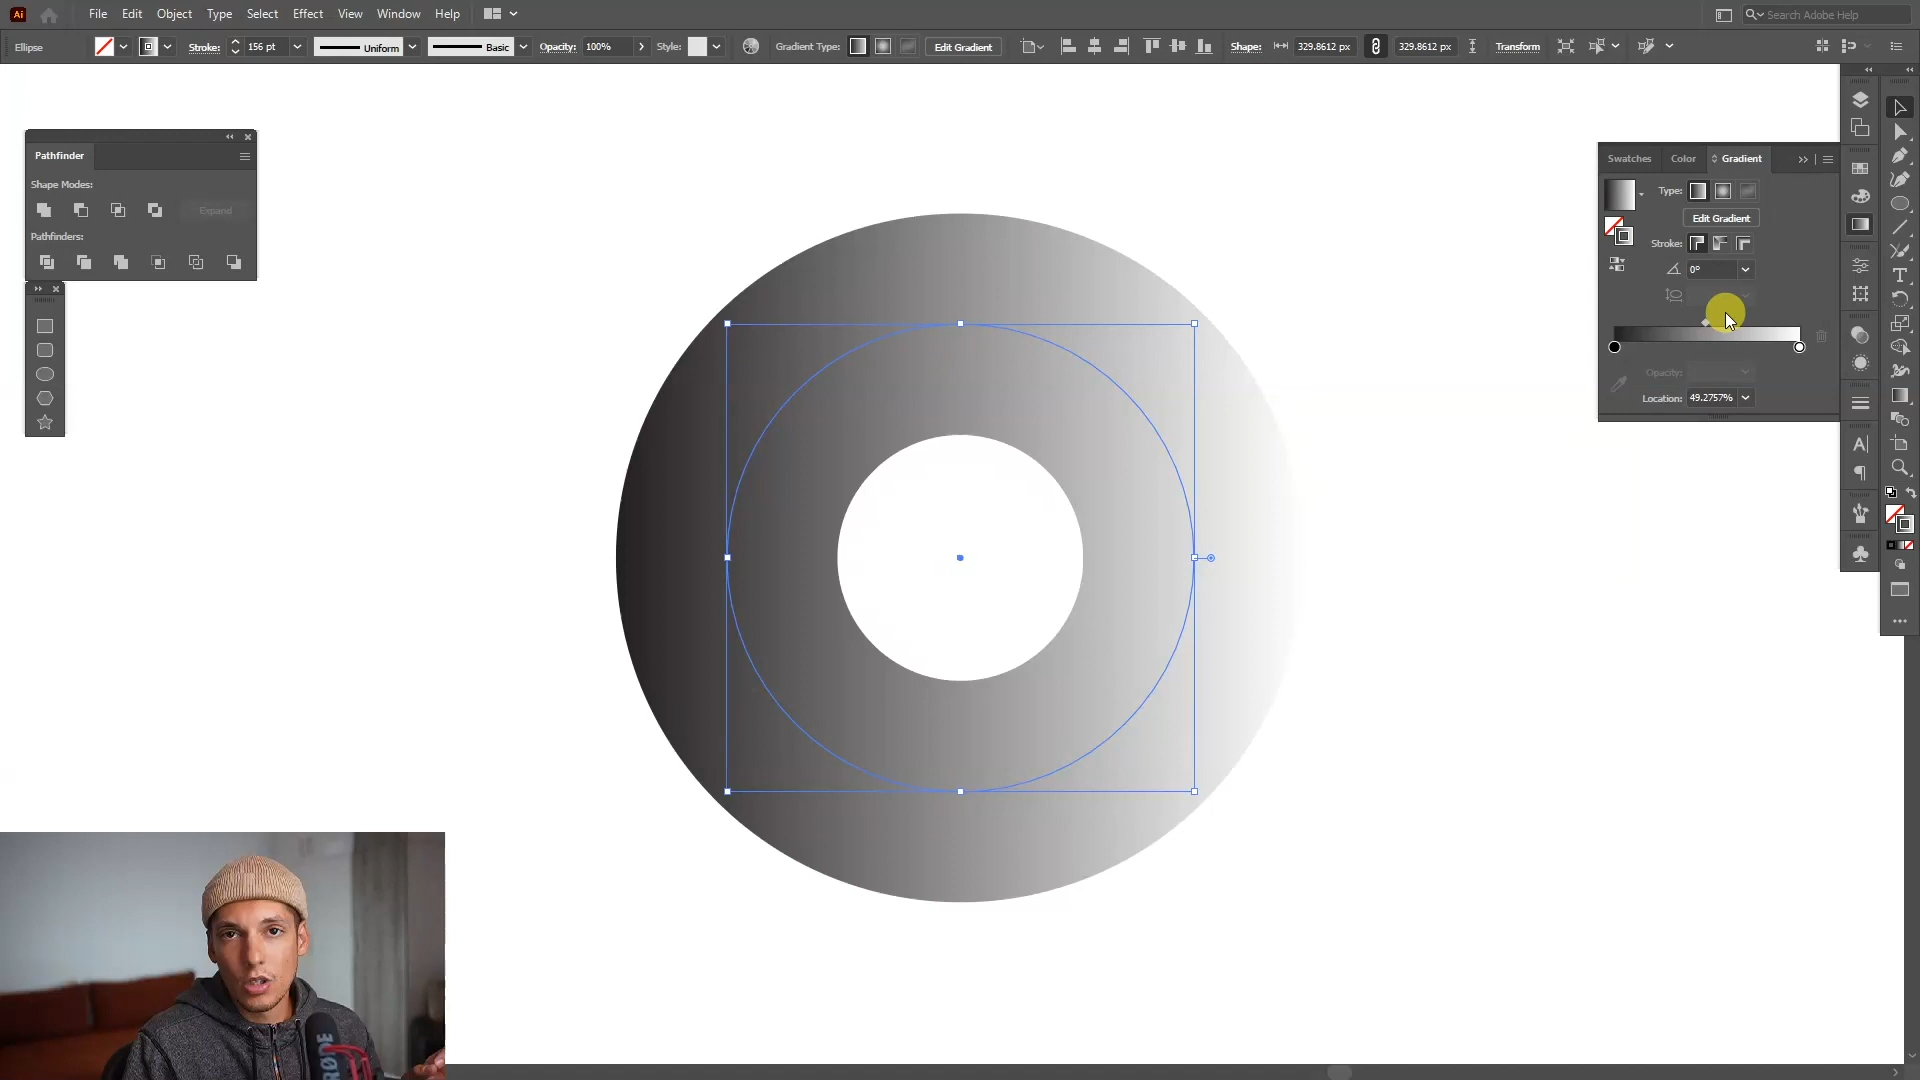 Ai File Edit Object Type Select Effect View Window Help Search Adobe Help
Ellipse Stroke: 156 pt Uniform Basic Opacity: 100% Style: Gradient Type: Edit Gradient Shape: 329.8612 px 329.8612 px Transform
Pathfinder
Shape Modes:
Expand
Pathfinders:
Swatches Color Gradient
Type:
Edit Gradient
Stroke:
0°
Opacity:
Location: 49.2757%
RØDE